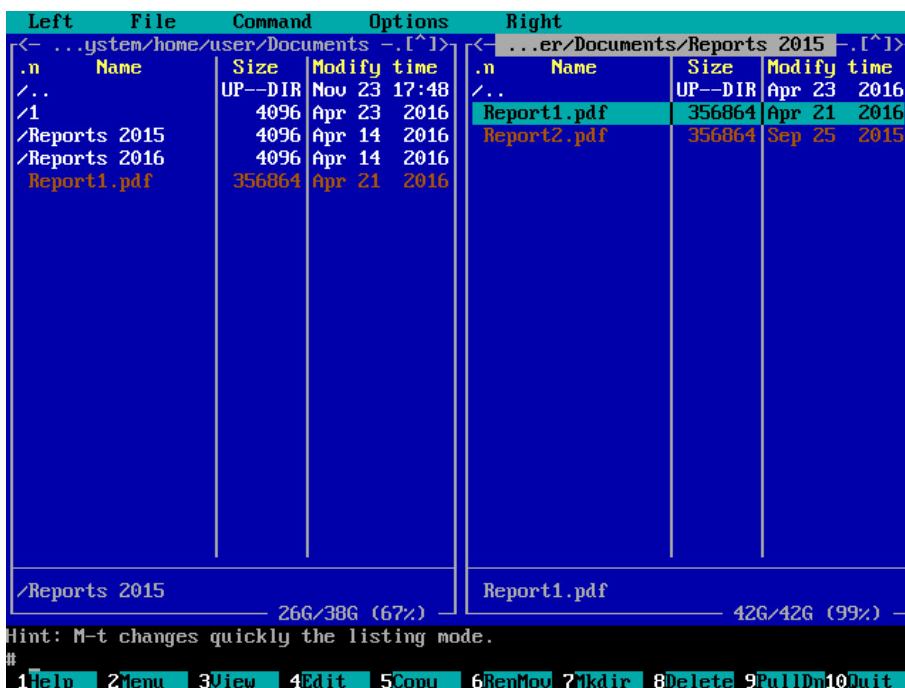 Left File Command Options Right
<— ...ystem/home/user/Documents —.[^]>
.n Name Size Modify time
/.. UP--DIR Nov 23 17:48
/1 4096 Apr 23 2016
/Reports 2015 4096 Apr 14 2016
/Reports 2016 4096 Apr 14 2016
Report1.pdf 356864 Apr 21 2016
/Reports 2015
26G/38G (67%)
<— ...er/Documents/Reports 2015 —.[^]>
.n Name Size Modify time
/.. UP--DIR Apr 23 2016
Report1.pdf 356864 Apr 21 2016
Report2.pdf 356864 Sep 25 2015
Report1.pdf
42G/42G (99%)
Hint: M-t changes quickly the listing mode.
# _
1Help 2Menu 3View 4Edit 5Copy 6RenMov 7Mkdir 8Delete 9PullDn 10Quit